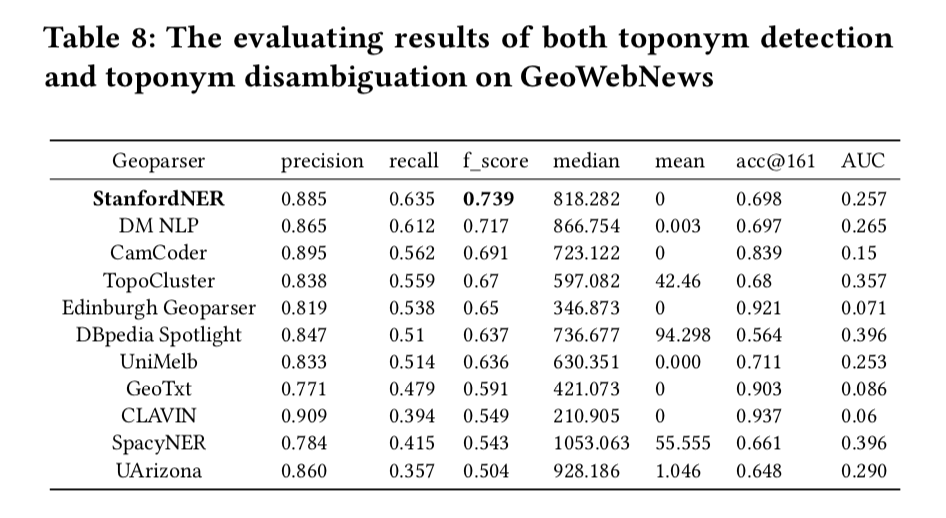 Table 8: The evaluating results of both toponym detection
and toponym disambiguation on GeoWebNews
Geoparser precision recall f_score median mean acc@161 AUC
StanfordNER 0.885 0.635 0.739 818.282 0 0.698 0.257
DM NLP 0.865 0.612 0.717 866.754 0.003 0.697 0.265
CamCoder 0.895 0.562 0.691 723.122 0 0.839 0.15
TopoCluster 0.838 0.559 0.67 597.082 42.46 0.68 0.357
Edinburgh Geoparser 0.819 0.538 0.65 346.873 0 0.921 0.071
DBpedia Spotlight 0.847 0.51 0.637 736.677 94.298 0.564 0.396
UniMelb 0.833 0.514 0.636 630.351 0.000 0.711 0.253
GeoTxt 0.771 0.479 0.591 421.073 0 0.903 0.086
CLAVIN 0.909 0.394 0.549 210.905 0 0.937 0.06
SpacyNER 0.784 0.415 0.543 1053.063 55.555 0.661 0.396
UArizona 0.860 0.357 0.504 928.186 1.046 0.648 0.290